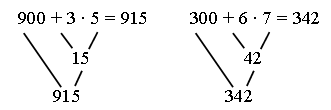 900 + 3 · 5 = 915
15
915
300 + 6 · 7 = 342
42
342